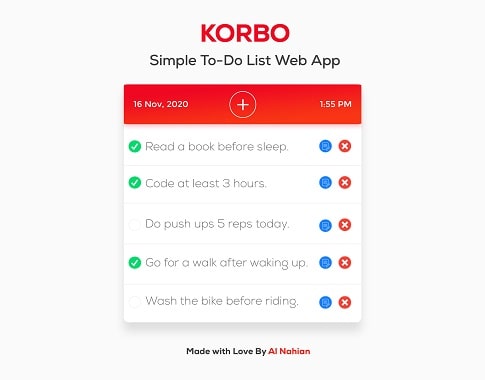 KORBO
Simple To-Do List Web App
16 Nov, 2020
1:55 PM
Read a book before sleep.
Code at least 3 hours.
Do push ups 5 reps today.
Go for a walk after waking up.
Wash the bike before riding,
Made with Love By Al Nahian